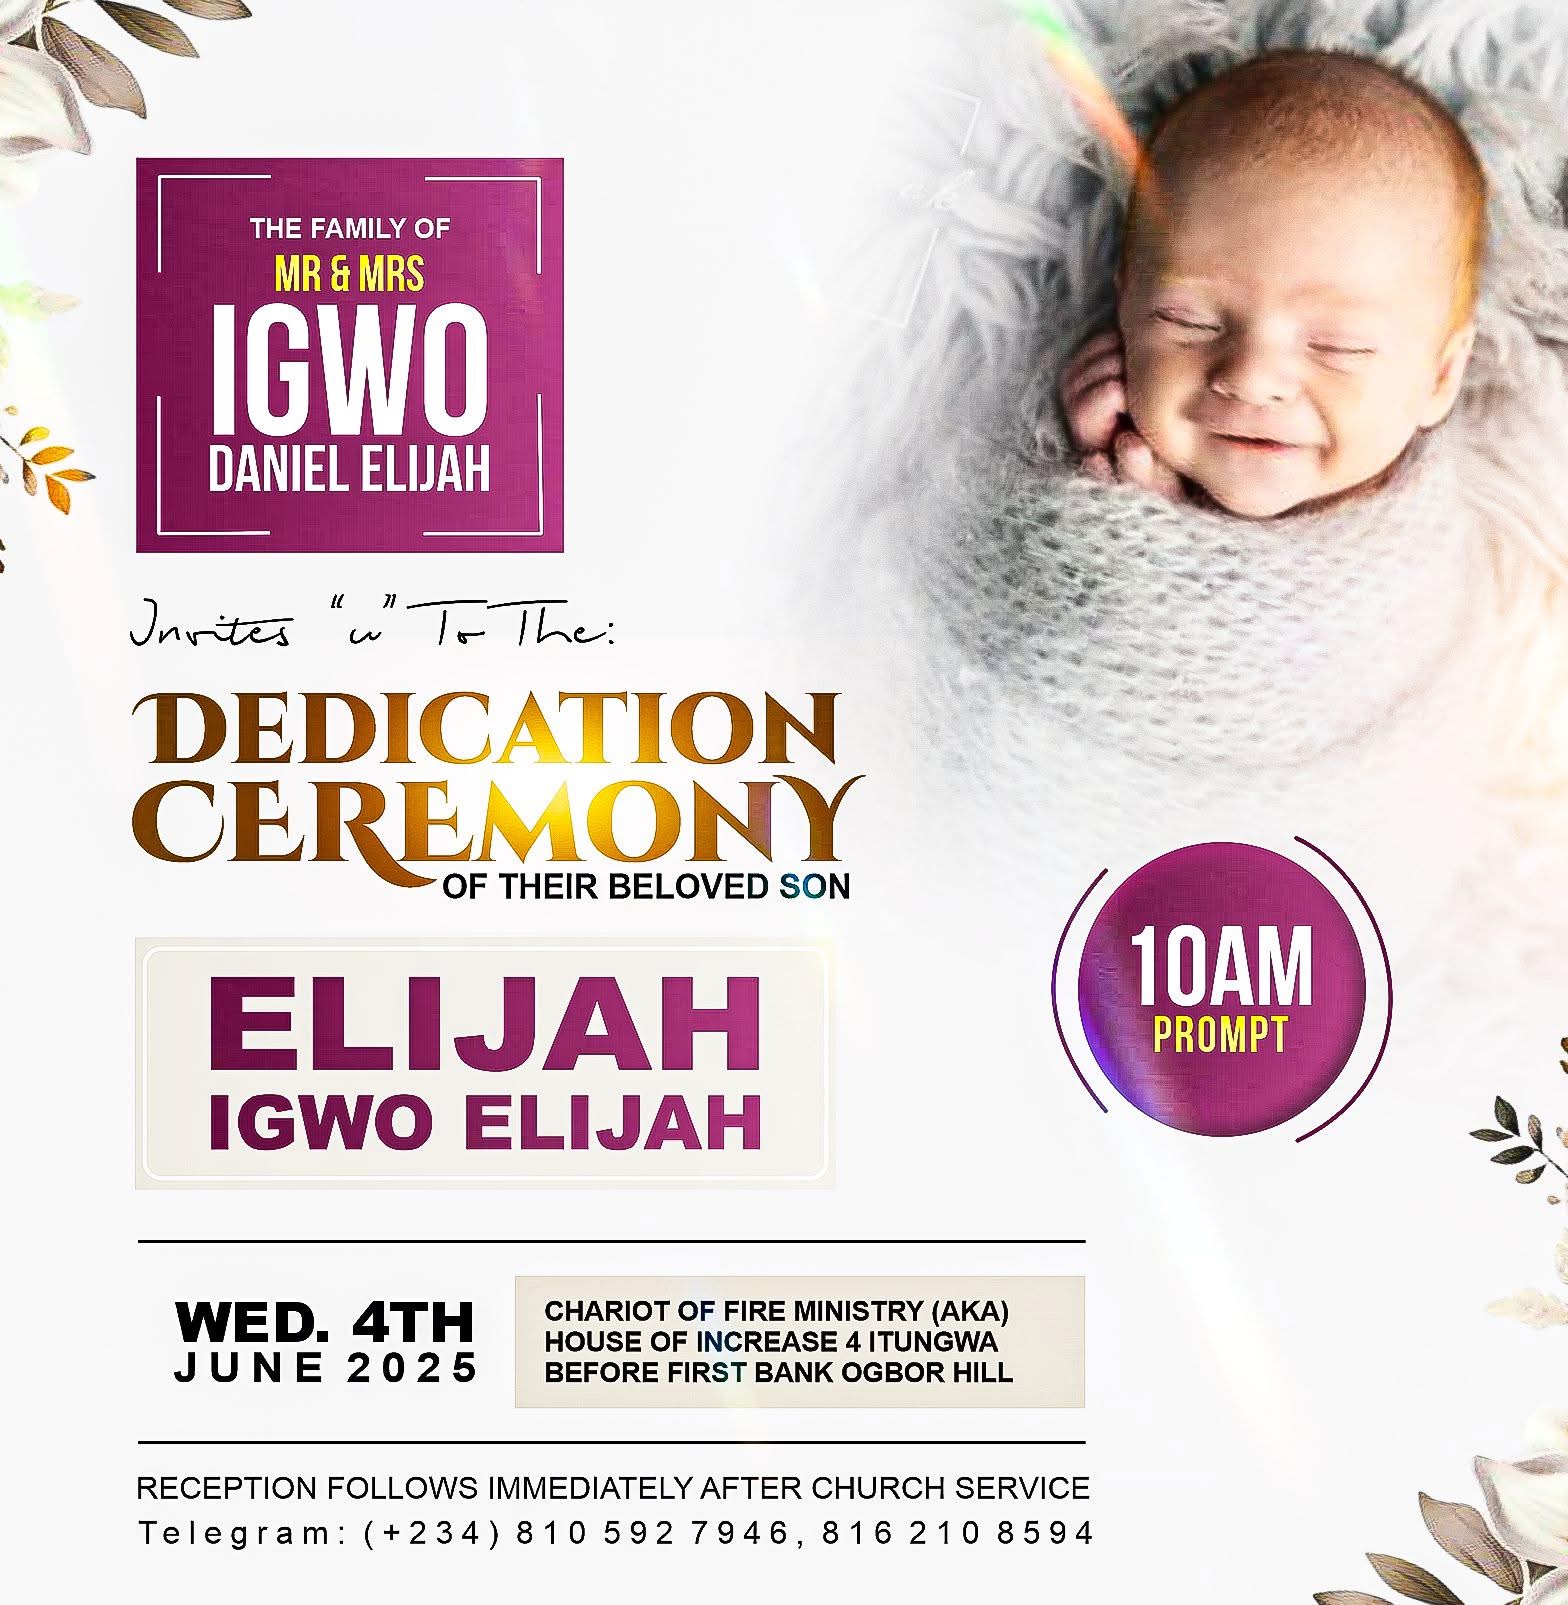 THE FAMILY OF
MR & MRS
IGWO
DANIEL ELIJAH
Invites "u" To The:
DEDICATION
CEREMONY
OF THEIR BELOVED SON
ELIJAH
IGWO ELIJAH
10AM
PROMPT
WED. 4TH
JUNE 2025
CHARIOT OF FIRE MINISTRY (AKA)
HOUSE OF INCREASE 4 ITUNGWA
BEFORE FIRST BANK OGBOR HILL
RECEPTION FOLLOWS IMMEDIATELY AFTER CHURCH SERVICE
Telegram: (+234) 810 592 7946, 816 210 8594